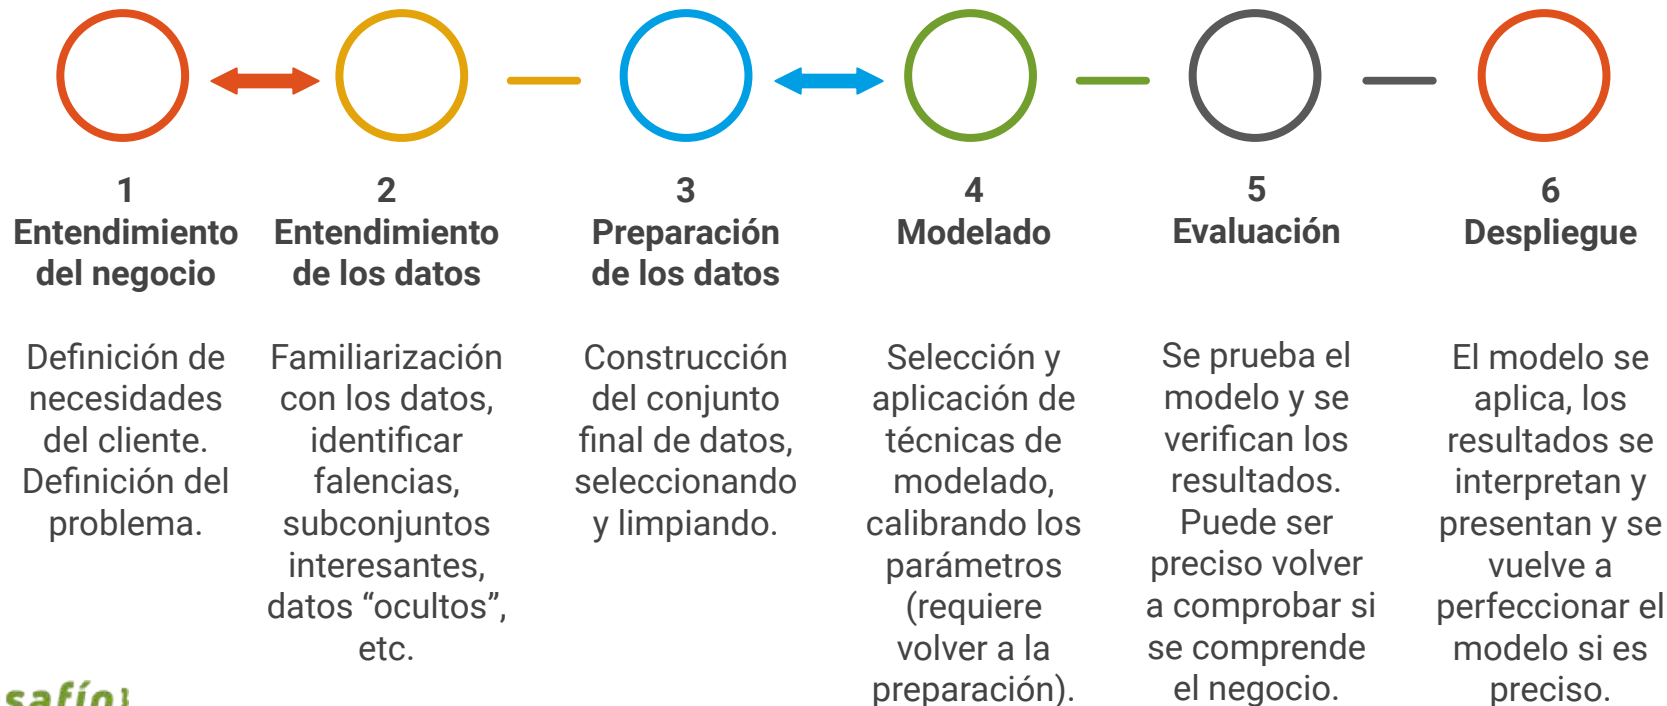 1
Entendimiento
del negocio
Definición de
necesidades
del cliente.
Definición del
problema.
2
Entendimiento
de los datos
Familiarización
con los datos,
identificar
falencias,
subconjuntos
interesantes,
datos “ocultos”,
etc.
3
Preparación
de los datos
Construcción
del conjunto
final de datos,
seleccionando
y limpiando.
4
Modelado
Selección y
aplicación de
técnicas de
modelado,
calibrando los
parámetros
(requiere
volver a la
preparación).
5
Evaluación
Se prueba el
modelo y se
verifican los
resultados.
Puede ser
preciso volver
a comprobar si
se comprende
el negocio.
6
Despliegue
El modelo se
aplica, los
resultados se
interpretan y
presentan y se
vuelve a
perfeccionar el
modelo si es
preciso.